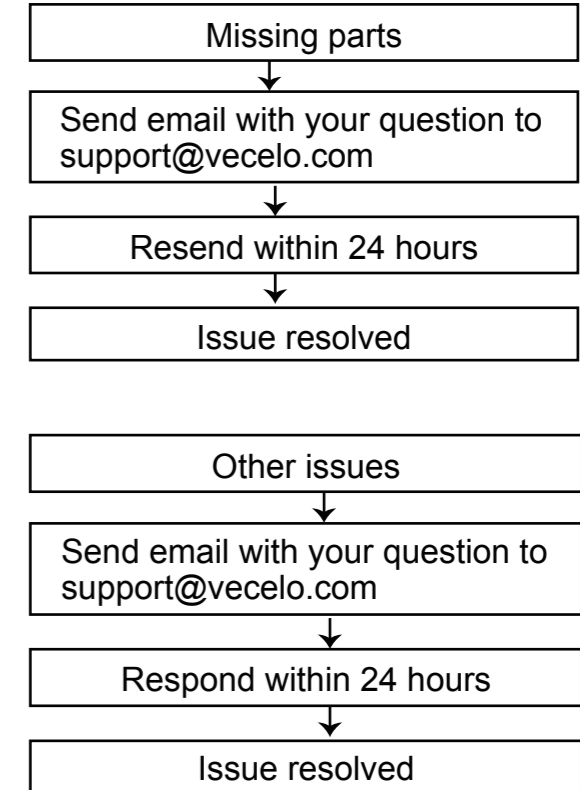 Missing parts
Send email with your question to
support@vecelo.com
Resend within 24 hours
Issue resolved
Other issues
Send email with your question to
support@vecelo.com
Respond within 24 hours
Issue resolved